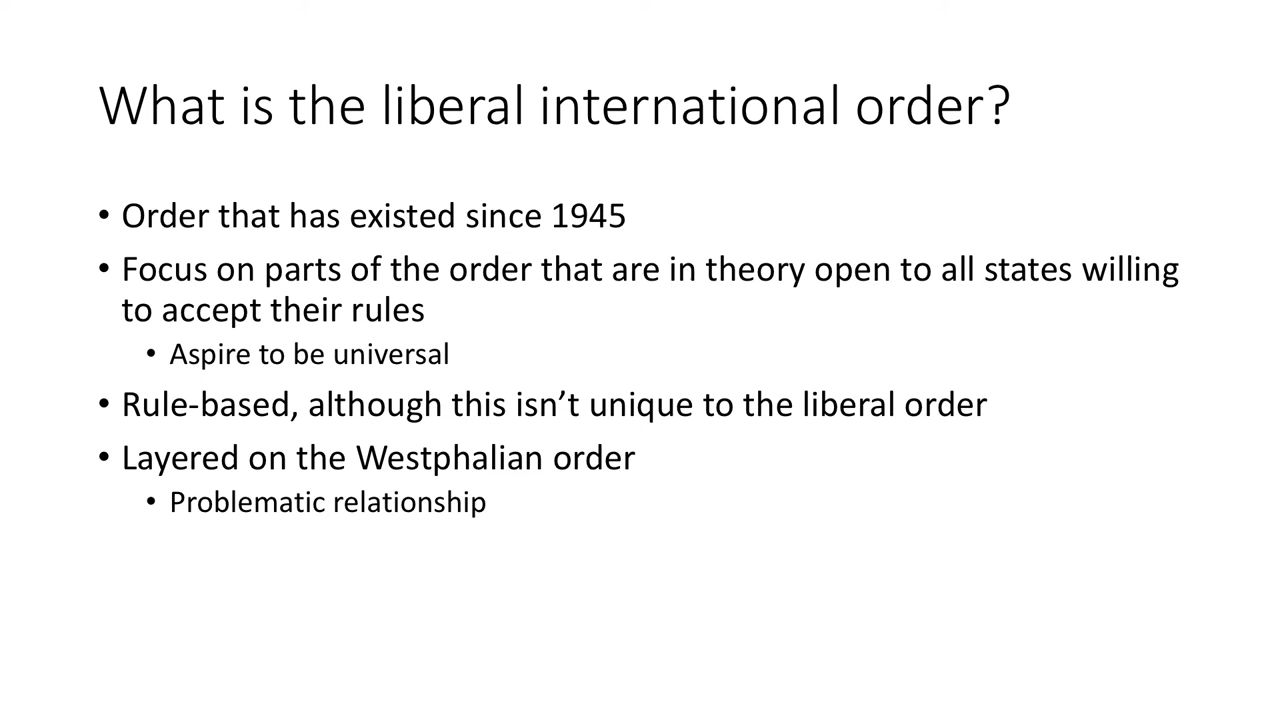 What is the liberal international order?
• Order that has existed since 1945
• Focus on parts of the order that are in theory open to all states willing
to accept their rules
• Aspire to be universal
• Rule-based, although this isn’t unique to the liberal order
• Layered on the Westphalian order
• Problematic relationship